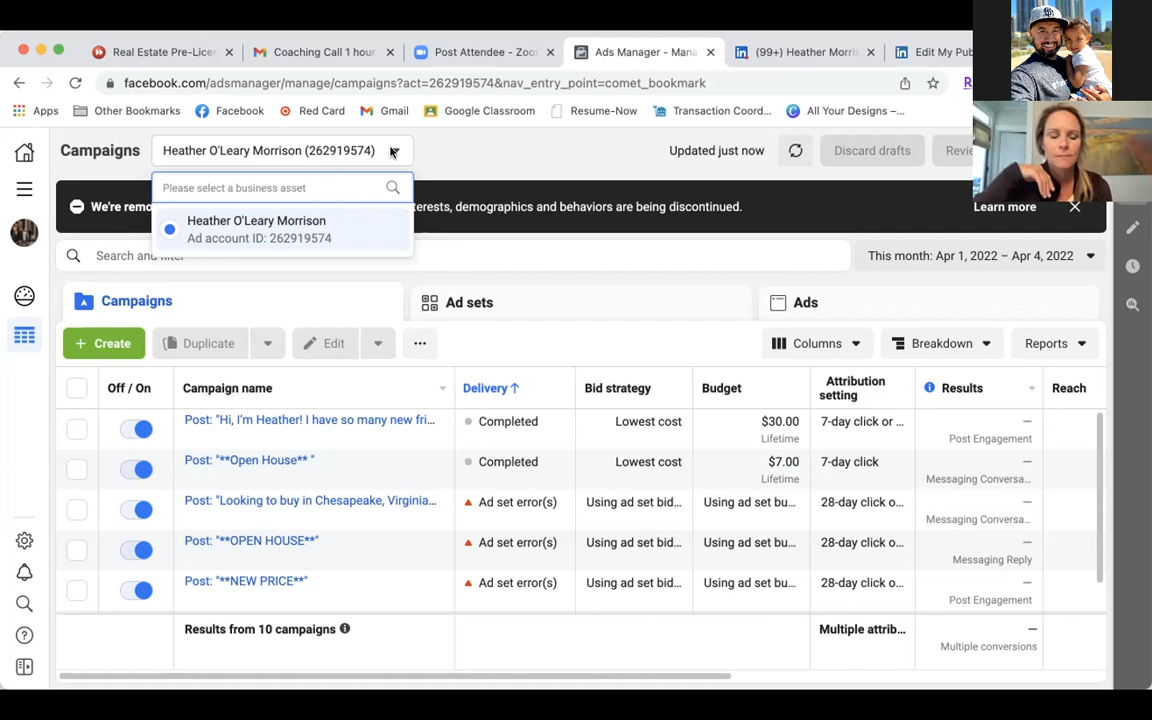 Real Estate Pre-Licen
Coaching Call 1 hour
Post Attendee - Zoor
Ads Manager - Mana
(99+) Heather Morris
Edit My Pu
facebook.com/adsmanager/manage/campaigns?act=262919574&nav_entry_point=comet_bookmark
Apps
Other Bookmarks
Facebook
Red Card
Gmail
Google Classroom
Resume-Now
Transaction Coord...
All Your Designs –...
Campaigns
Heather O'Leary Morrison (262919574)
Updated just now
Discard drafts
Revie
Please select a business asset
Heather O'Leary Morrison
Ad account ID: 262919574
We're remo
terests, demographics and behaviors are being discontinued.
Learn more
Search and filter
This month: Apr 1, 2022 – Apr 4, 2022
Campaigns
Ad sets
Ads
+ Create
Duplicate
Edit
...
Columns
Breakdown
Reports
Off / On
Campaign name
Delivery ↑
Bid strategy
Budget
Attribution
setting
Results
Reach
Post: "Hi, I'm Heather! I have so many new fri...
Completed
Lowest cost
$30.00
Lifetime
7-day click or ...
—
Post Engagement
Post: "**Open House** "
Completed
Lowest cost
$7.00
Lifetime
7-day click
—
Messaging Conversa...
Post: "Looking to buy in Chesapeake, Virginia...
Ad set error(s)
Using ad set bid...
Using ad set bu...
28-day click o...
—
Messaging Conversa...
Post: "**OPEN HOUSE**"
Ad set error(s)
Using ad set bid...
Using ad set bu...
28-day click o...
—
Messaging Reply
Post: "**NEW PRICE**"
Ad set error(s)
Using ad set bid...
Using ad set bu...
28-day click o...
—
Post Engagement
Results from 10 campaigns
Multiple attrib...
—
Multiple conversions